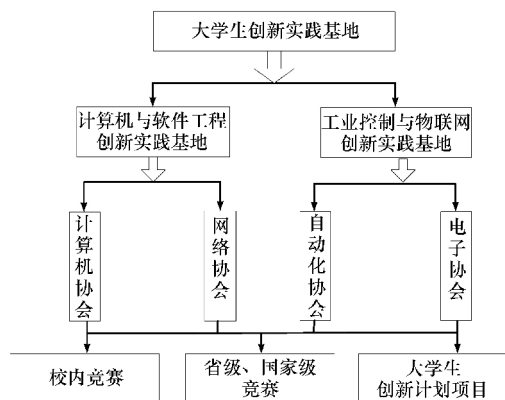 大学生创新实践基地
计算机与软件工程
创新实践基地
工业控制与物联网
创新实践基地
计算机协会
网络协会
自动化协会
电子协会
校内竞赛
省级、国家级
竞赛
大学生
创新计划项目